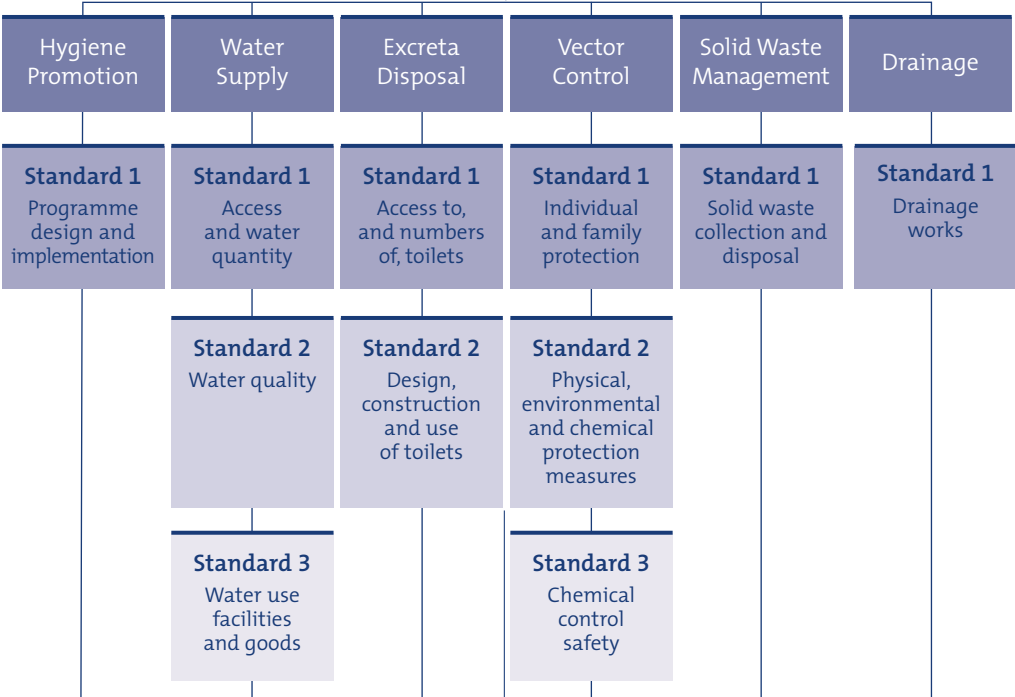 Hygiene
Promotion
Water
Supply
Excreta
Disposal
Vector
Control
Solid Waste
Management
Drainage
Standard 1
Programme
design and
implementation
Standard 1
Access
and water
quantity
Standard 1
Access to,
and numbers
of, toilets
Standard 1
Individual
and family
protection
Standard 1
Solid waste
collection and
disposal
Standard 1
Drainage
works
Standard 2
Water quality
Standard 2
Design,
construction
and use
of toilets
Standard 2
Physical,
environmental
and chemical
protection
measures
Standard 3
Water use
facilities
and goods
Standard 3
Chemical
control
safety